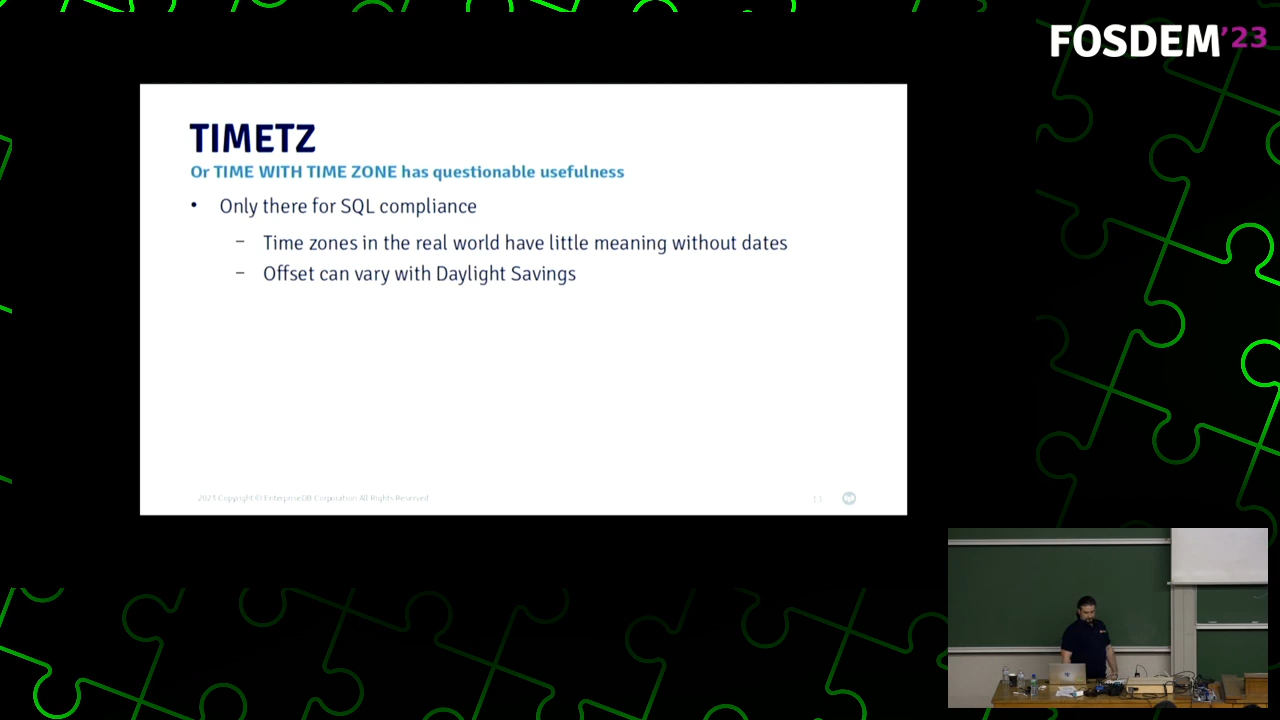 FOSDEM'23
TIMETZ
Or TIME WITH TIME ZONE has questionable usefulness
• Only there for SQL compliance
– Time zones in the real world have little meaning without dates
– Offset can vary with Daylight Savings
2023 Copyright © EnterpriseDB Corporation All Rights Reserved
11